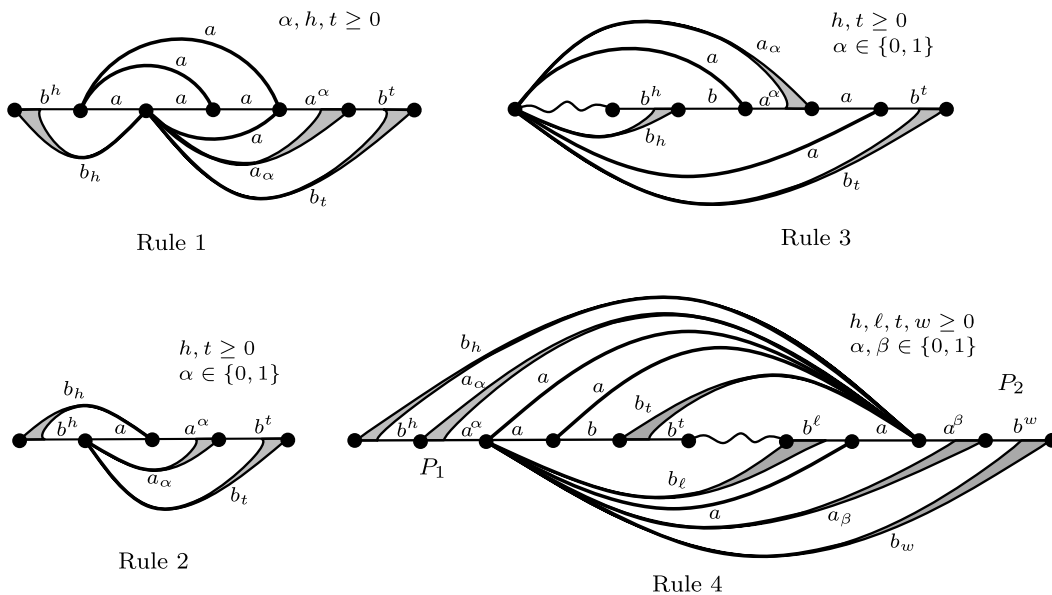 a α, h, t ≥ 0
a
b^h a a a a^α b^t
a
b_h a_α b_t
Rule 1
h, t ≥ 0
a_α α ∈ {0, 1}
a
b^h b a^α a b^t
b_h
a
b_t
Rule 3
h, t ≥ 0
α ∈ {0, 1}
b_h
b^h a a^α b^t
a_α
b_t
Rule 2
h, ℓ, t, w ≥ 0
α, β ∈ {0, 1}
b_h
a_α a a
b_t P_2
b^h a^α a b b^t b^ℓ a a^β b^w
P_1
b_ℓ
a a_β
b_w
Rule 4